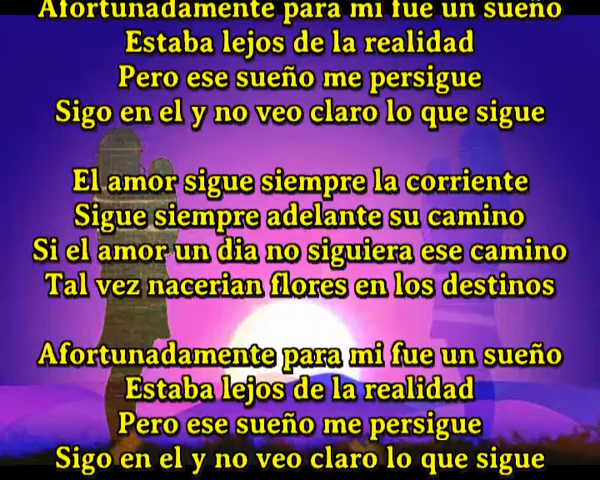 Afortunadamente para mi fue un sueño
Estaba lejos de la realidad
Pero ese sueño me persigue
Sigo en el y no veo claro lo que sigue
El amor sigue siempre la corriente
Sigue siempre adelante su camino
Si el amor un dia no siguiera ese camino
Tal vez nacerian flores en los destinos
Afortunadamente para mi fue un sueño
Estaba lejos de la realidad
Pero ese sueño me persigue
Sigo en el y no veo claro lo que sigue